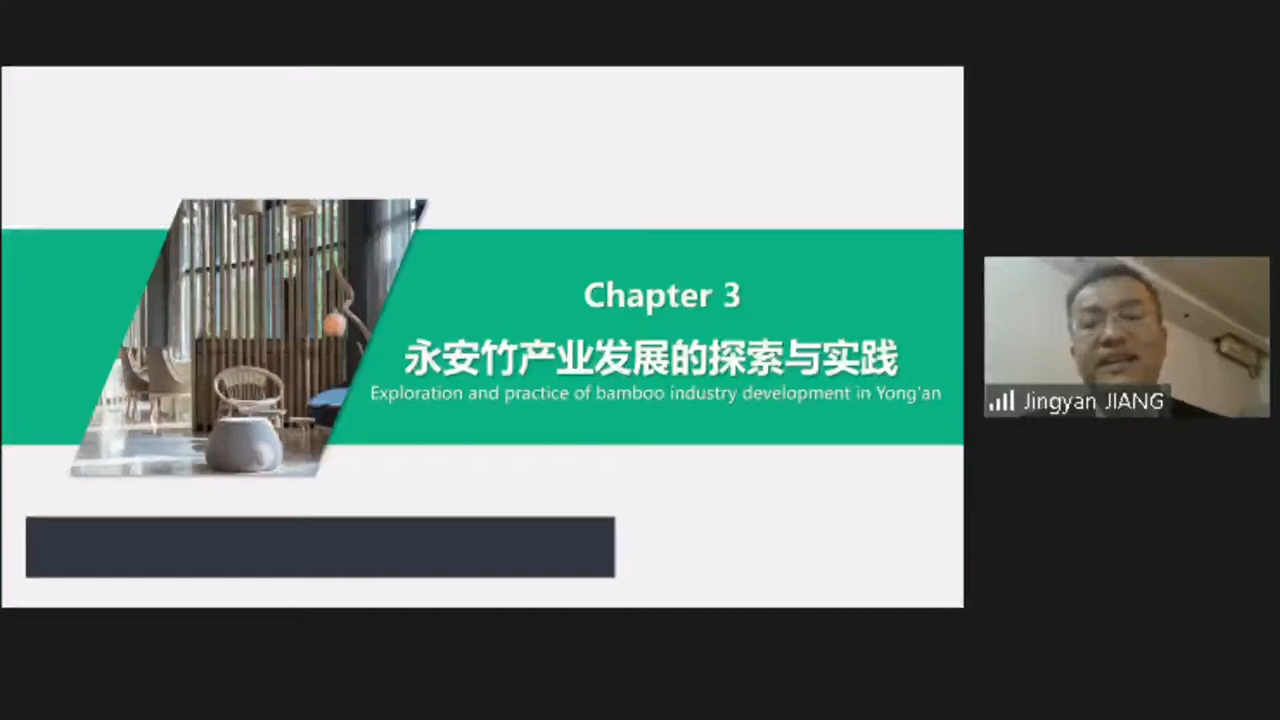 Chapter 3
永安竹产业发展的探索与实践
Exploration and practice of bamboo industry development in Yong'an
Jingyan JIANG